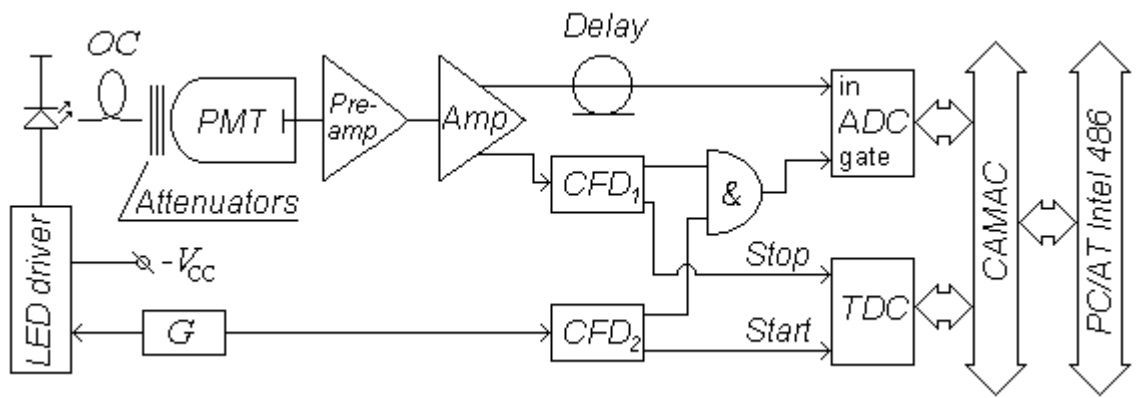 OC
Delay
PMT
Pre-
amp
Amp
in
ADC
gate
Attenuators
CFD1
&
LED driver
-VCC
Stop
G
CFD2
Start
TDC
CAMAC
PC/AT Intel 486